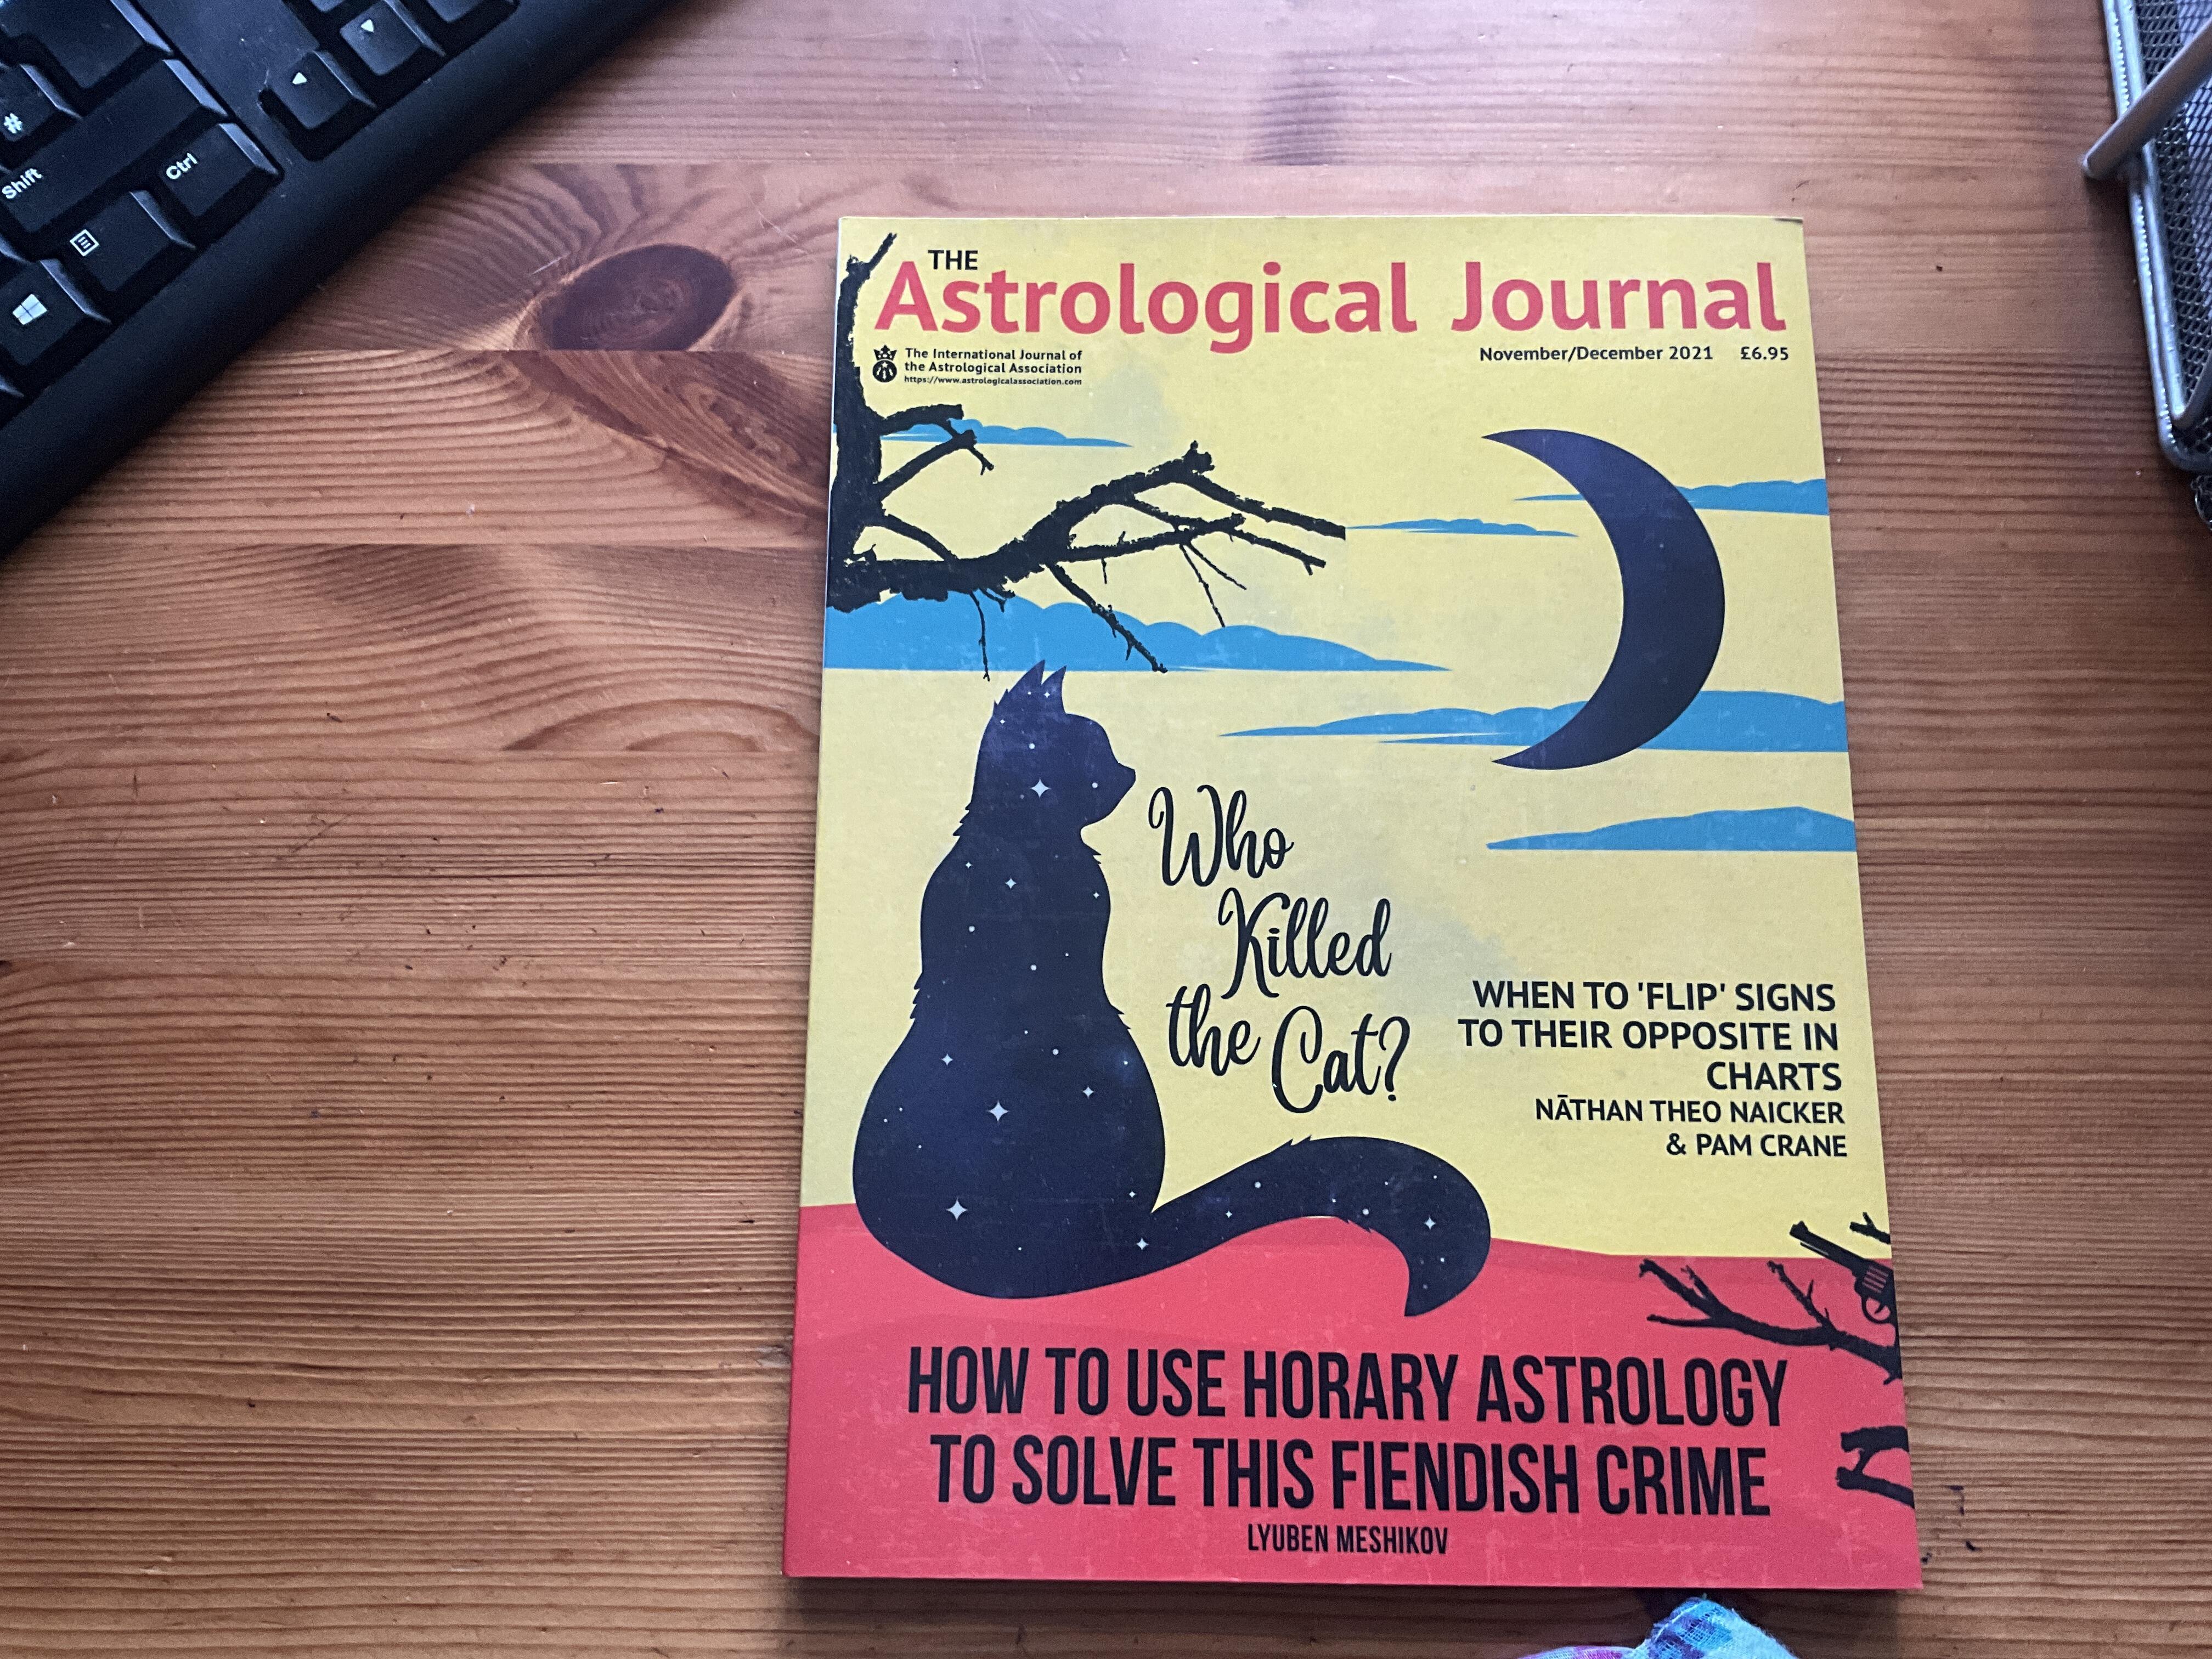 #
Shift
Ctrl
THE
Astrological Journal
The International Journal of
the Astrological Association
https://www.astrologicalassociation.com
November/December 2021 £6.95
Who
Killed
the Cat?
WHEN TO 'FLIP' SIGNS
TO THEIR OPPOSITE IN
CHARTS
NĀTHAN THEO NAICKER
& PAM CRANE
HOW TO USE HORARY ASTROLOGY
TO SOLVE THIS FIENDISH CRIME
LYUBEN MESHIKOV